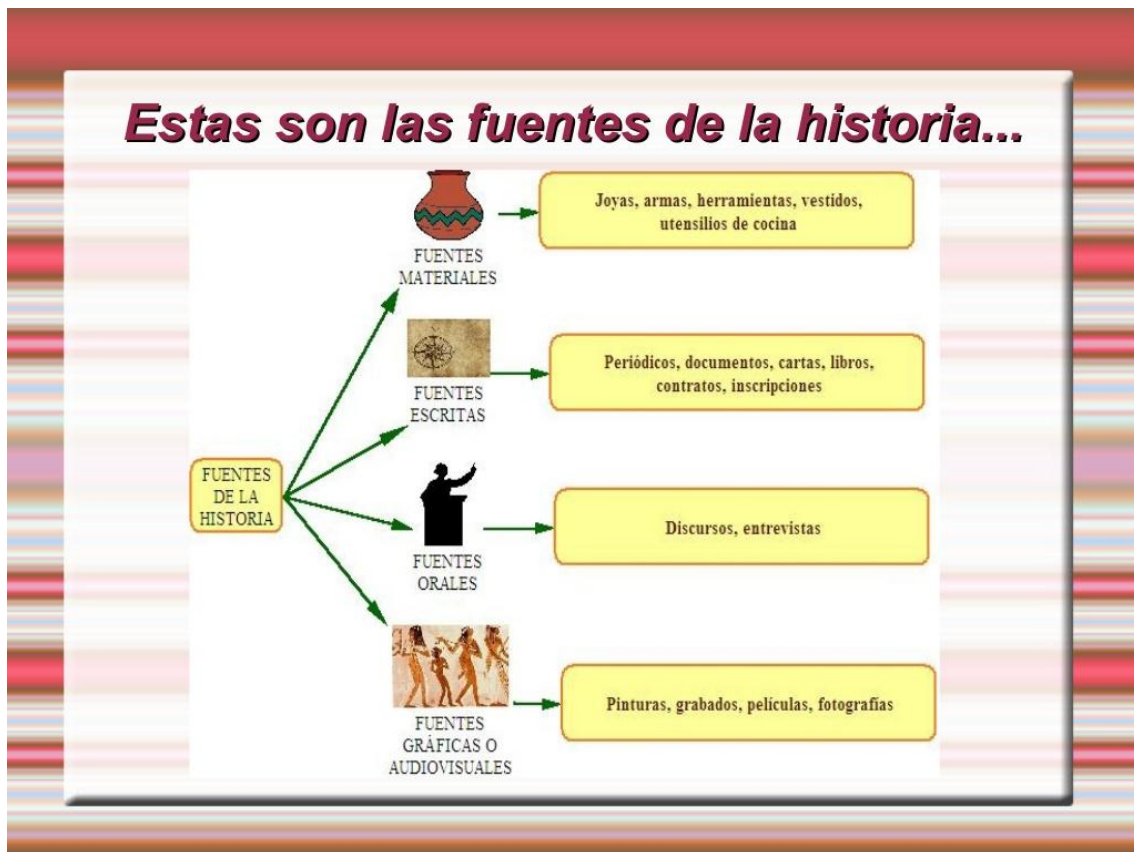 Estas son las fuentes de la historia...
Joyas, armas, herramientas, vestidos,
utensilios de cocina
FUENTES
MATERIALES
Periódicos, documentos, cartas, libros,
contratos, inscripciones
FUENTES
ESCRITAS
FUENTES
DE LA
HISTORIA
Discursos, entrevistas
FUENTES
ORALES
Pinturas, grabados, películas, fotografías
FUENTES
GRÁFICAS O
AUDIOVISUALES